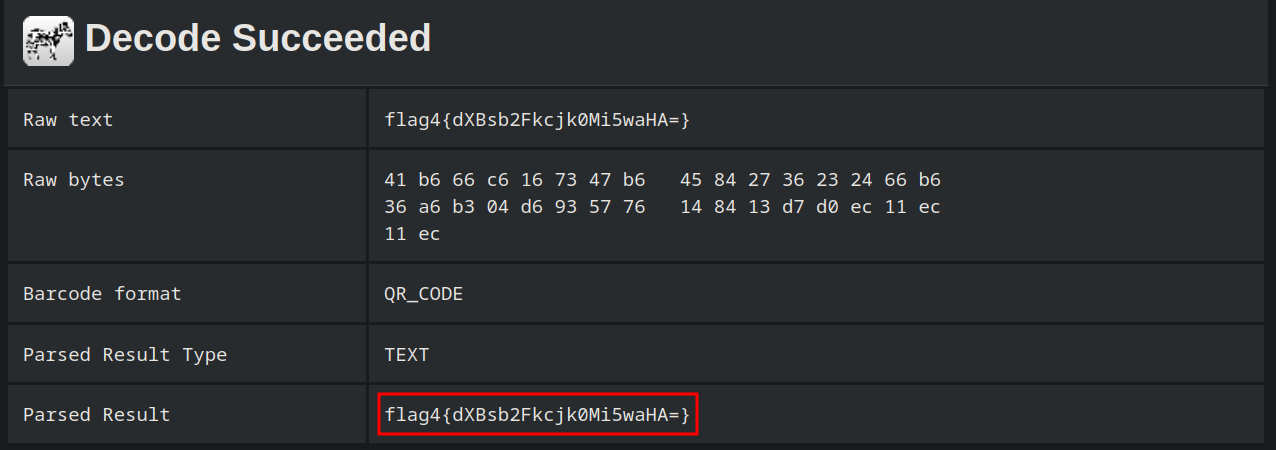 Decode Succeeded
Raw text flag4{dXBsb2Fkcjk0Mi5waHA=}
Raw bytes 41 b6 66 c6 16 73 47 b6 45 84 27 36 23 24 66 b6
36 a6 b3 04 d6 93 57 76 14 84 13 d7 d0 ec 11 ec
11 ec
Barcode format QR_CODE
Parsed Result Type TEXT
Parsed Result flag4{dXBsb2Fkcjk0Mi5waHA=}